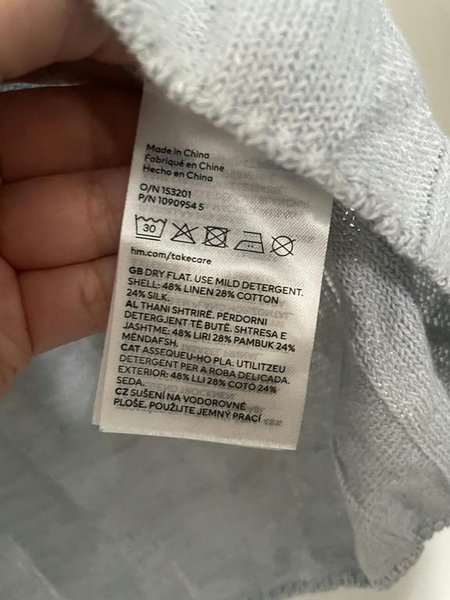 Made in China
Fabriqué en Chine
Hecho en China
O/N 153201
P/N 1090954 5
30
hm.com/takecare
GB DRY FLAT. USE MILD DETERGENT.
SHELL: 48% LINEN 28% COTTON
24% SILK.
AL THANI SHTRIRË. PËRDORNI
DETERGJENT TË BUTË. SHTRESA E
JASHTME: 48% LIRI 28% PAMBUK 24%
MËNDAFSH.
CAT ASSEQUEU-HO PLA. UTILITZEU
DETERGENT PER A ROBA DELICADA.
EXTERIOR: 48% LLI 28% COTÓ 24%
SEDA.
CZ SUŠENÍ NA VODOROVNÉ
PLOŠE. POUŽIJTE JEMNÝ PRACÍ